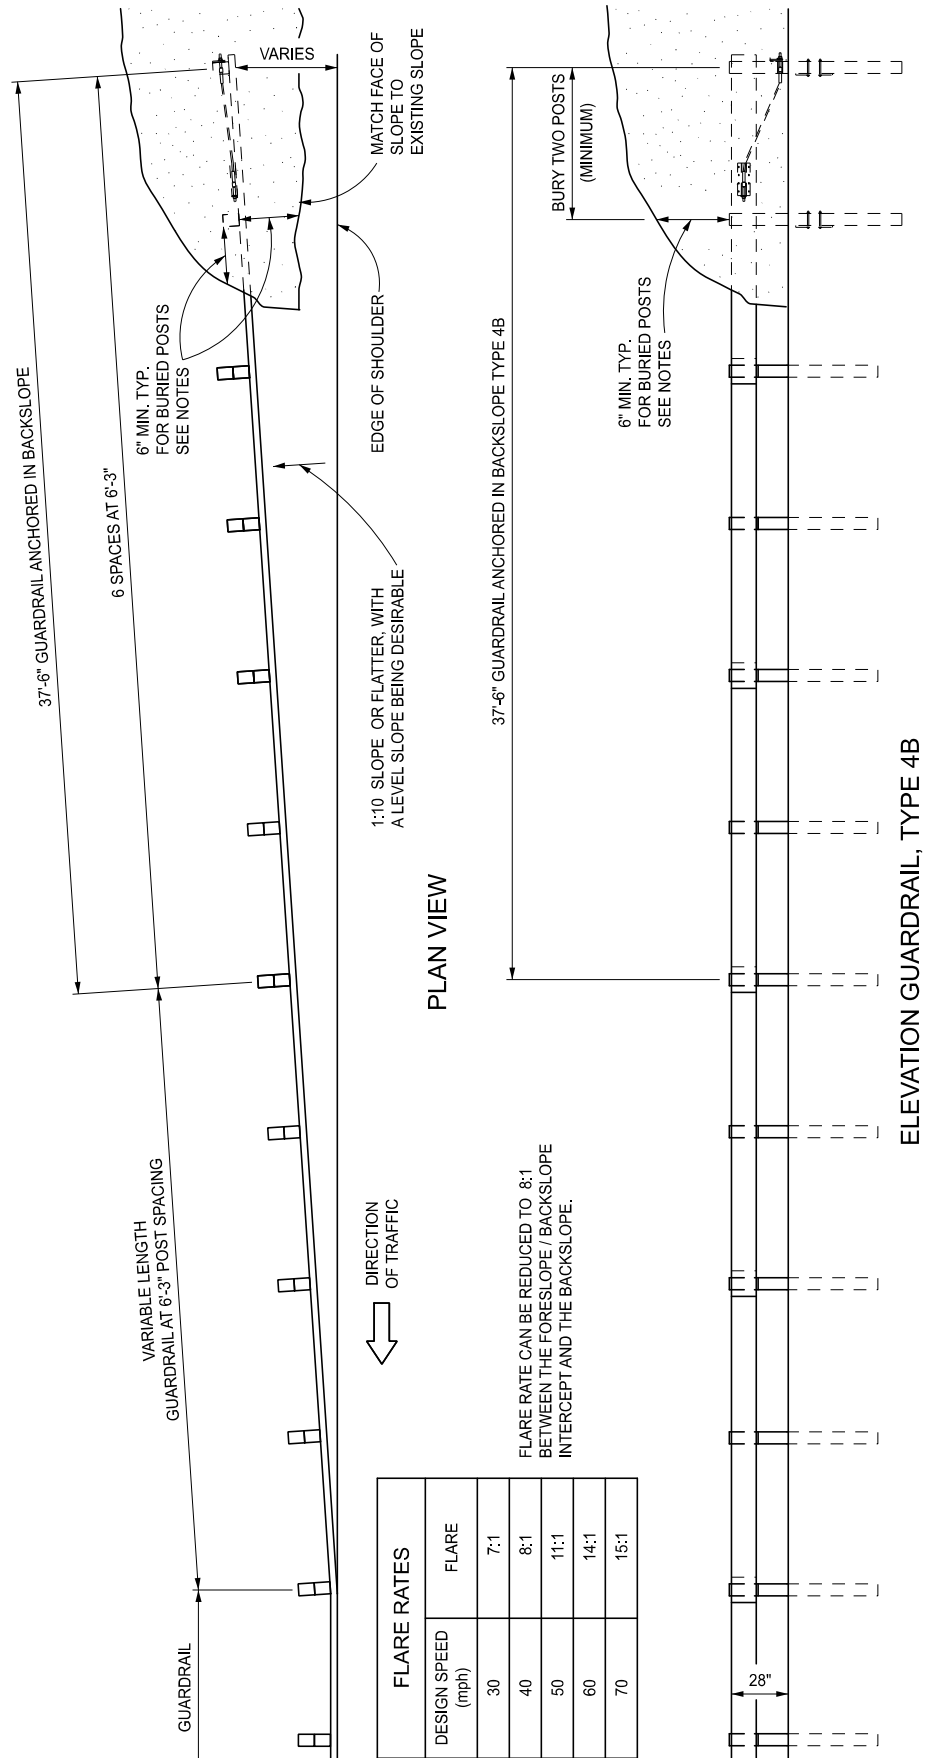 37'-6" GUARDRAIL ANCHORED IN BACKSLOPE
6 SPACES AT 6'-3"
VARIES
MATCH FACE OF
SLOPE TO
EXISTING SLOPE
6" MIN. TYP.
FOR BURIED POSTS
SEE NOTES
EDGE OF SHOULDER
1:10 SLOPE OR FLATTER, WITH
A LEVEL SLOPE BEING DESIRABLE
VARIABLE LENGTH
GUARDRAIL AT 6'-3" POST SPACING
GUARDRAIL
DIRECTION
OF TRAFFIC
PLAN VIEW
FLARE RATES
DESIGN SPEED
(mph)
FLARE
30 7:1
40 8:1
50 11:1
60 14:1
70 15:1
FLARE RATE CAN BE REDUCED TO 8:1
BETWEEN THE FORESLOPE / BACKSLOPE
INTERCEPT AND THE BACKSLOPE.
37'-6" GUARDRAIL ANCHORED IN BACKSLOPE TYPE 4B
BURY TWO POSTS
(MINIMUM)
6" MIN. TYP.
FOR BURIED POSTS
SEE NOTES
28"
ELEVATION GUARDRAIL, TYPE 4B